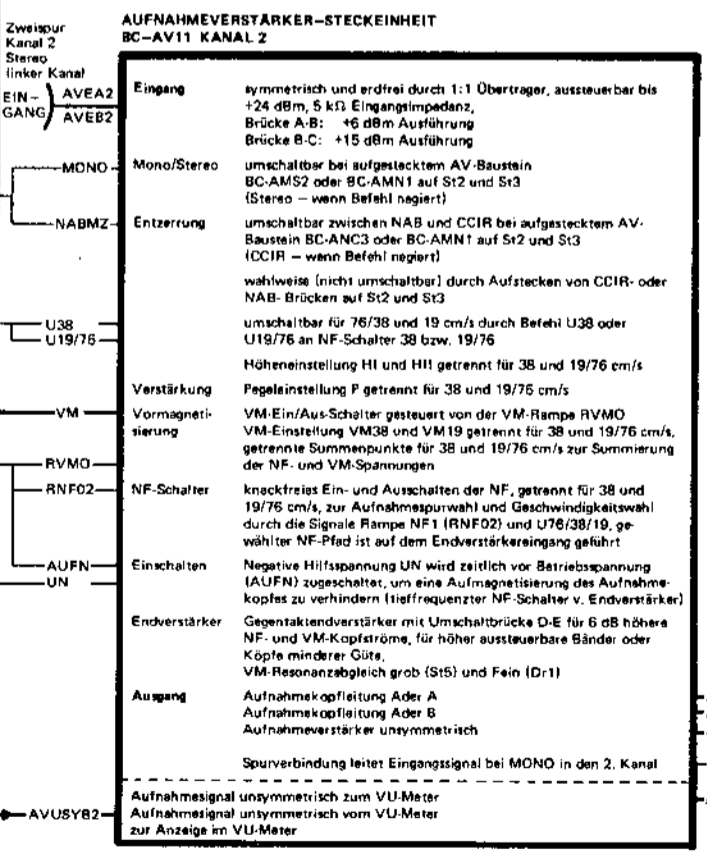 AUFNAHMEVERSTÄRKER-STECKEINHEIT
BC-AV11 KANAL 2
Zweispur
Kanal 2
Stereo
linker Kanal
EIN-
GANG
AVEA2
AVEB2
Eingang
symmetrisch und erdfrei durch 1:1 Übertrager, aussteuerbar bis
+24 dBm, 5 kΩ Eingangsimpedanz,
Brücke A-B: +6 dBm Ausführung
Brücke B-C: +15 dBm Ausführung
MONO
Mono/Stereo
umschaltbar bei aufgestecktem AV-Baustein
BC-AMS2 oder BC-AMN1 auf St2 und St3
(Stereo – wenn Befehl negiert)
NABMZ
Entzerrung
umschaltbar zwischen NAB und CCIR bei aufgestecktem AV-
Baustein BC-ANC3 oder BC-AMN1 auf St2 und St3
(CCIR – wenn Befehl negiert)
wahlweise (nicht umschaltbar) durch Aufstecken von CCIR- oder
NAB- Brücken auf St2 und St3
U38
U19/76
umschaltbar für 76/38 und 19 cm/s durch Befehl U38 oder
U19/76 an NF-Schalter 38 bzw. 19/76
Höheneinstellung HI und HII getrennt für 38 und 19/76 cm/s
Verstärkung
Pegeleinstellung P getrennt für 38 und 19/76 cm/s
VM
Vormagneti-
sierung
VM-Ein/Aus-Schalter gesteuert von der VM-Rampe RVMO
VM-Einstellung VM38 und VM19 getrennt für 38 und 19/76 cm/s,
getrennte Summenpunkte für 38 und 19/76 cm/s zur Summierung
der NF- und VM-Spannungen
RVMO
RNF02
NF-Schalter
knackfreies Ein- und Ausschalten der NF, getrennt für 38 und
19/76 cm/s, zur Aufnahmespurwahl und Geschwindigkeitswahl
durch die Signale Rampe NF1 (RNF02) und U76/38/19, ge-
wählter NF-Pfad ist auf dem Endverstärkereingang geführt
AUFN
UN
Einschalten
Negative Hilfsspannung UN wird zeitlich vor Betriebsspannung
(AUFN) zugeschaltet, um eine Aufmagnetisierung des Aufnahme-
kopfes zu verhindern (tieffrequenzter NF-Schalter v. Endverstärker)
Endverstärker
Gegentaktendverstärker mit Umschaltbrücke D-E für 6 dB höhere
NF- und VM-Kopfströme, für höher aussteuerbare Bänder oder
Köpfe minderer Güte,
VM-Resonanzabgleich grob (St5) und Fein (Dr1)
Ausgang
Aufnahmekopfleitung Ader A
Aufnahmekopfleitung Ader B
Aufnahmeverstärker unsymmetrisch
Spurverbindung leitet Eingangssignal bei MONO in den 2. Kanal
AVUSYB2
Aufnahmesignal unsymmetrisch zum VU-Meter
Aufnahmesignal unsymmetrisch vom VU-Meter
zur Anzeige im VU-Meter